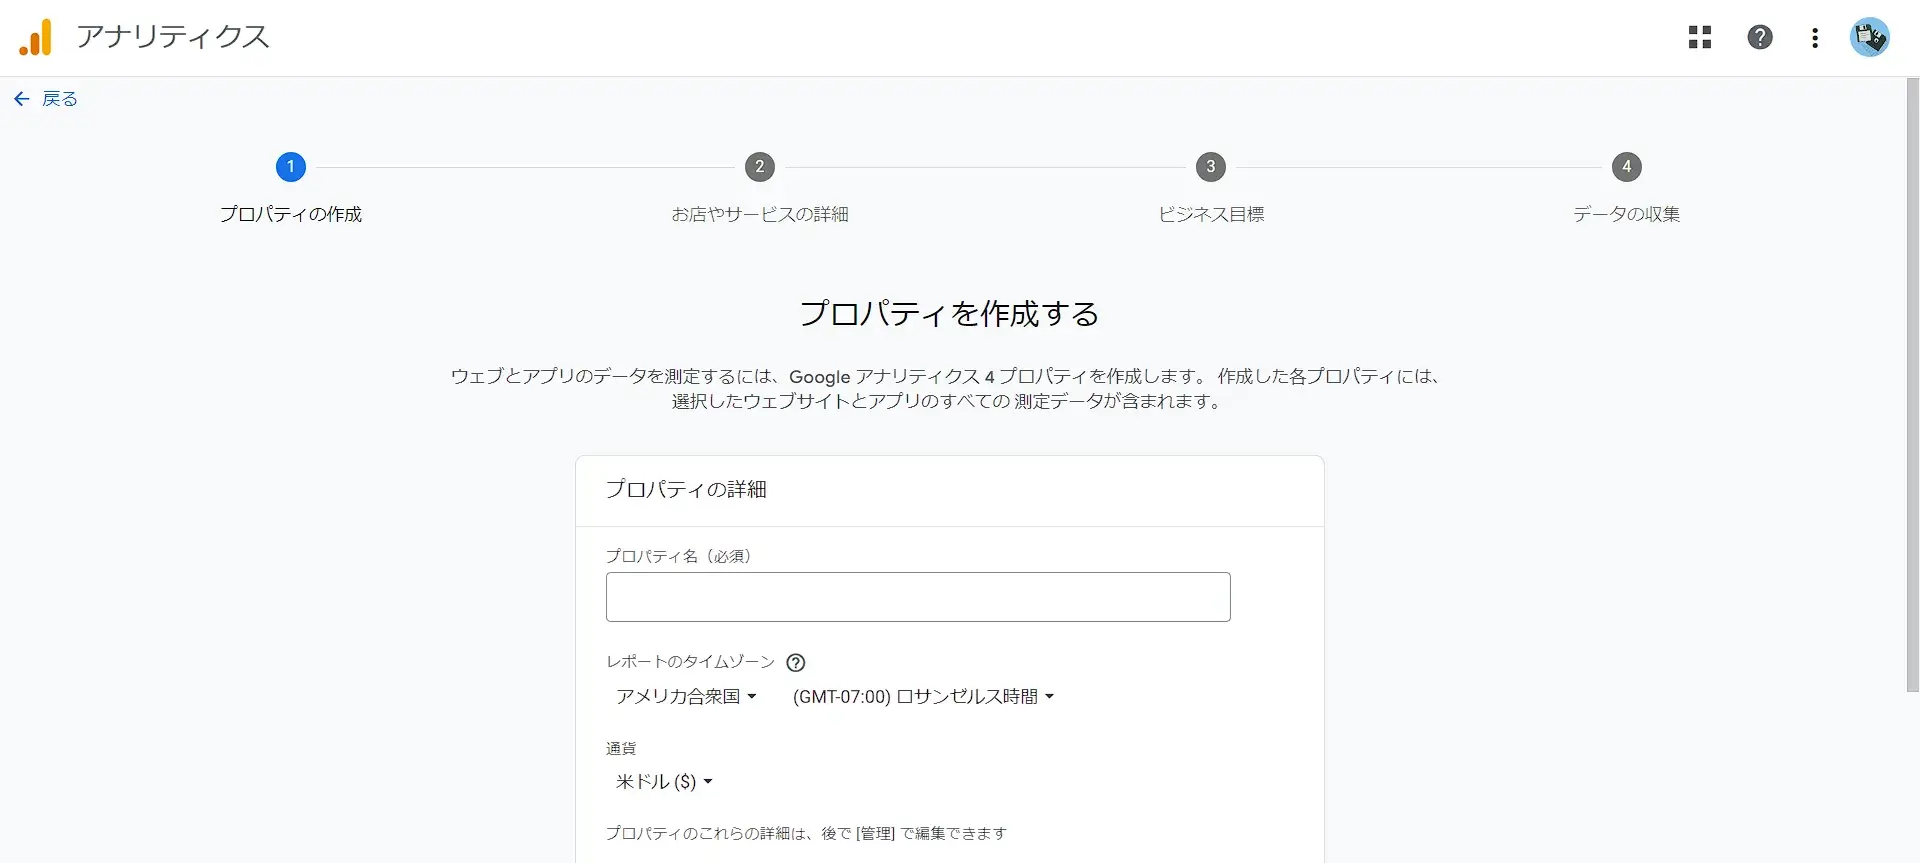 アナリティクス
戻る
1
2
3
4
プロパティの作成
お店やサービスの詳細
ビジネス目標
データの収集
プロパティを作成する
ウェブとアプリのデータを測定するには、Google アナリティクス 4 プロパティを作成します。 作成した各プロパティには、
選択したウェブサイトとアプリのすべての 測定データが含まれます。
プロパティの詳細
プロパティ名（必須）
レポートのタイムゾーン
アメリカ合衆国
(GMT-07:00) ロサンゼルス時間
通貨
米ドル ($)
プロパティのこれらの詳細は、後で [管理] で編集できます